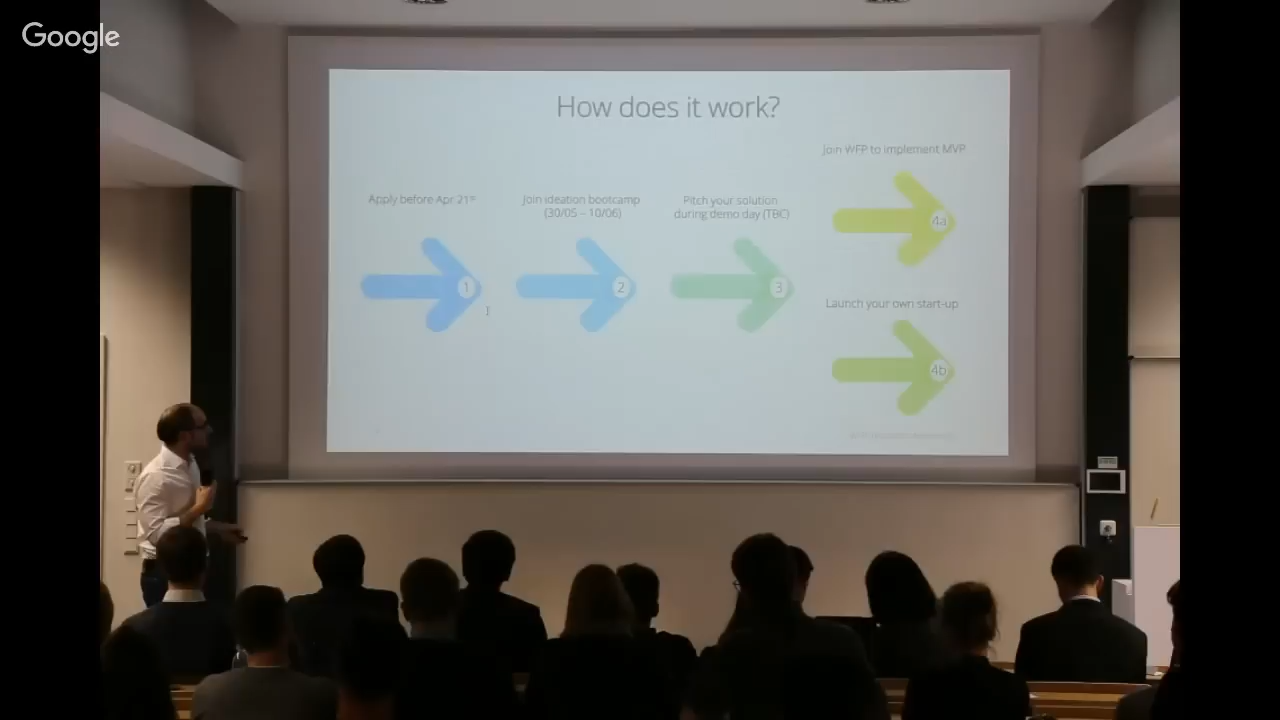 Google
How does it work?
Join WFP to implement MVP
Apply before Apr 21st
Join ideation bootcamp
(30/05 – 10/06)
Pitch your solution
during demo day (TBC)
4a
1
2
3
Launch your own start-up
4b